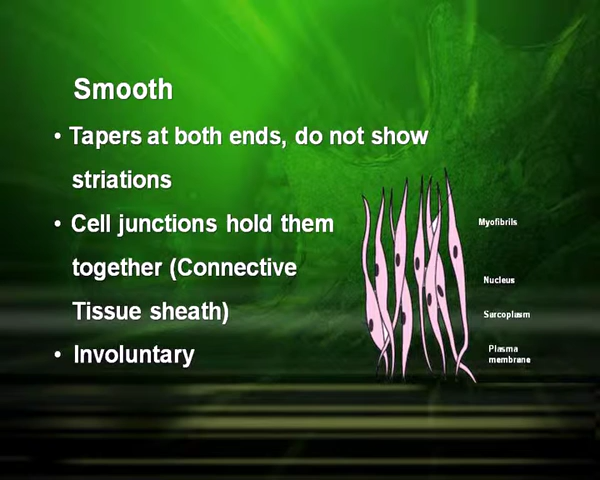 Smooth
• Tapers at both ends, do not show
striations
• Cell junctions hold them
together (Connective
Tissue sheath)
• Involuntary
Myofibrils
Nucleus
Sarcoplasm
Plasma
membrane